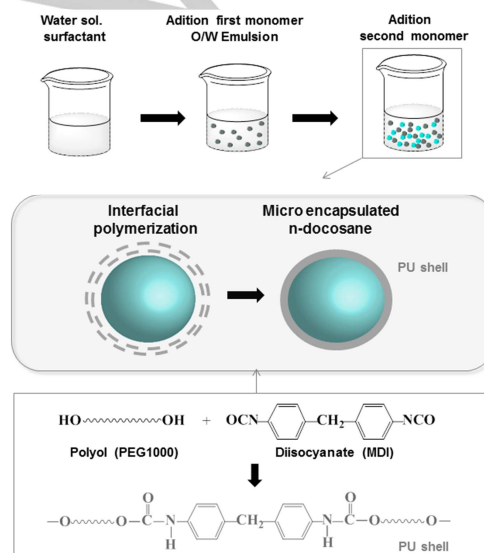 Water sol.
surfactant
Adition first monomer
O/W Emulsion
Adition
second monomer
Interfacial
polymerization
Micro encapsulated
n-docosane
PU shell
HO OH + OCN CH2 NCO
Polyol (PEG1000)
Diisocyanate (MDI)
O O
—O O—C—N CH2 N—C—O O—
H H
PU shell